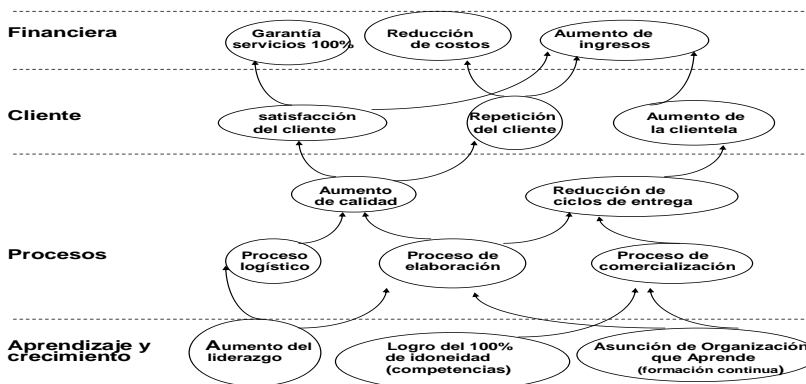 Financiera
Garantía
servicios 100%
Reducción
de costos
Aumento de
ingresos
Cliente
satisfacción
del cliente
Repetición
del cliente
Aumento de
la clientela
Aumento
de calidad
Reducción de
ciclos de entrega
Procesos
Proceso
logístico
Proceso de
elaboración
Proceso de
comercialización
Aprendizaje y
crecimiento
Aumento del
liderazgo
Logro del 100%
de idoneidad
(competencias)
Asunción de Organización
que Aprende
(formación continua)